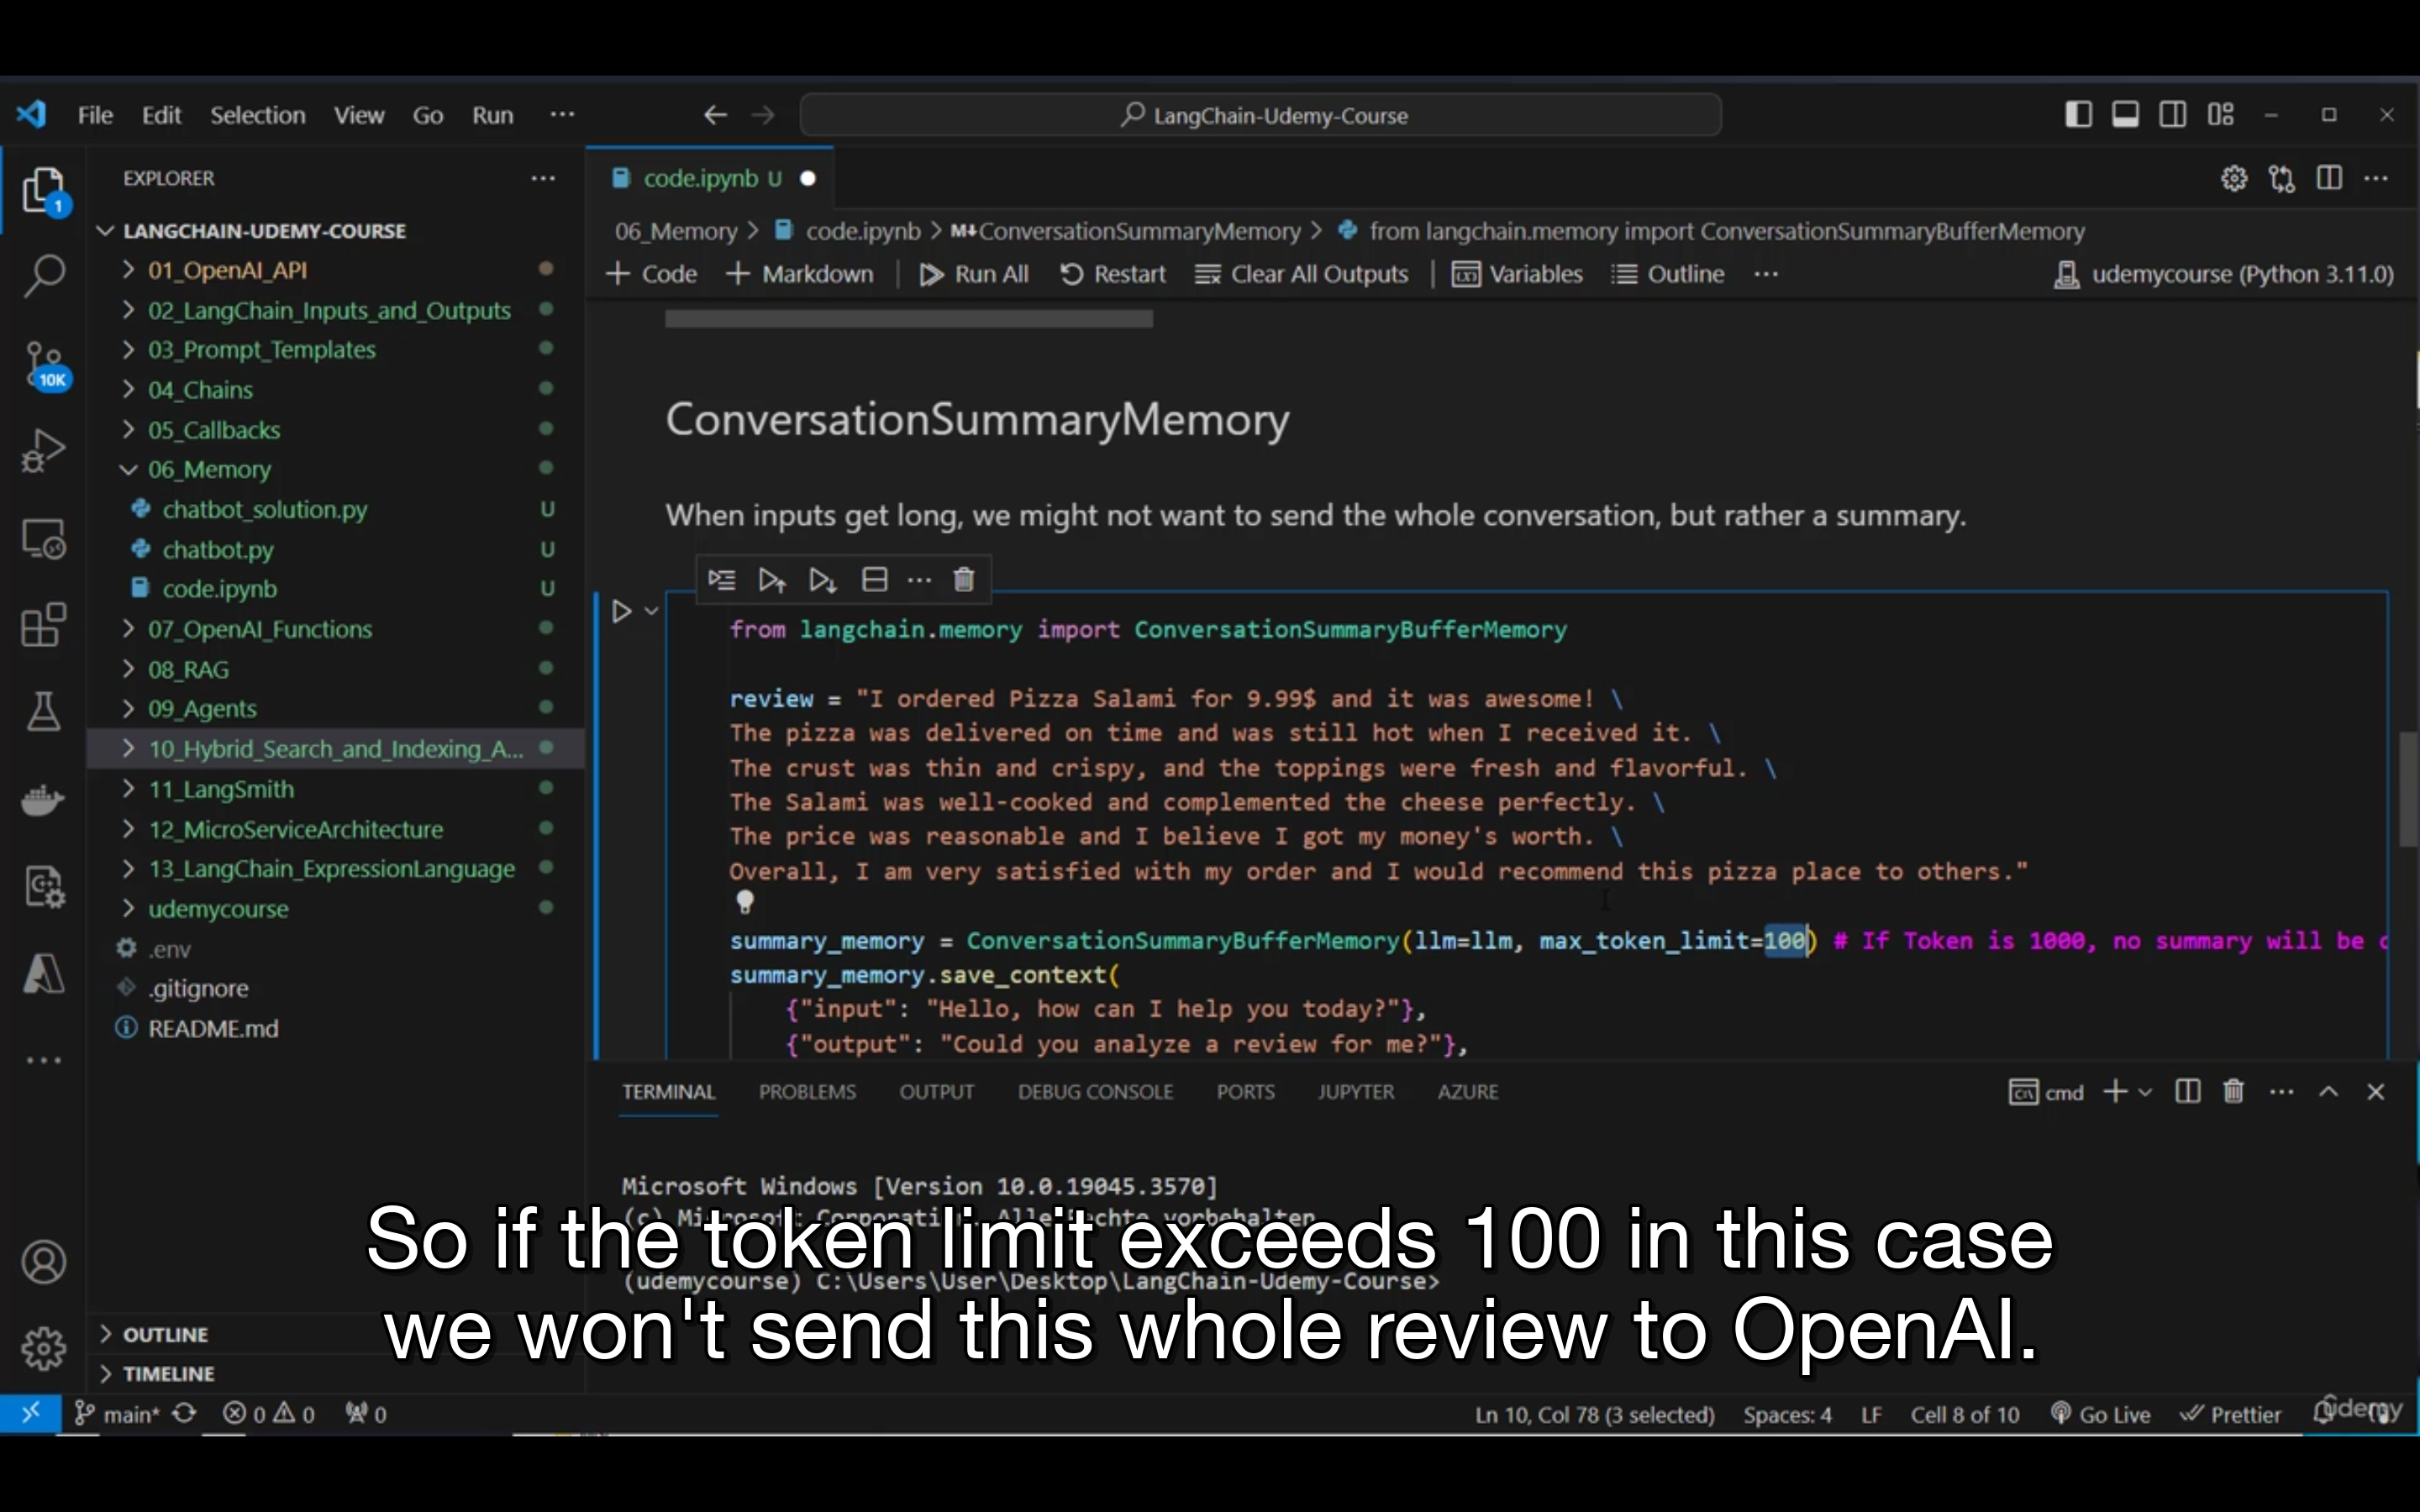 File Edit Selection View Go Run ···
LangChain-Udemy-Course
EXPLORER ···
1
10K
LANGCHAIN-UDEMY-COURSE
01_OpenAI_API
02_LangChain_Inputs_and_Outputs
03_Prompt_Templates
04_Chains
05_Callbacks
06_Memory
chatbot_solution.py U
chatbot.py U
code.ipynb U
07_OpenAI_Functions
08_RAG
09_Agents
10_Hybrid_Search_and_Indexing_A...
11_LangSmith
12_MicroServiceArchitecture
13_LangChain_ExpressionLanguage
udemycourse
.env
.gitignore
README.md
OUTLINE
TIMELINE
code.ipynb U
06_Memory > code.ipynb > M↓ConversationSummaryMemory > from langchain.memory import ConversationSummaryBufferMemory
+ Code + Markdown | Run All Restart Clear All Outputs | Variables Outline ··· udemycourse (Python 3.11.0)
ConversationSummaryMemory
When inputs get long, we might not want to send the whole conversation, but rather a summary.
from langchain.memory import ConversationSummaryBufferMemory
review = "I ordered Pizza Salami for 9.99$ and it was awesome! \
The pizza was delivered on time and was still hot when I received it. \
The crust was thin and crispy, and the toppings were fresh and flavorful. \
The Salami was well-cooked and complemented the cheese perfectly. \
The price was reasonable and I believe I got my money's worth. \
Overall, I am very satisfied with my order and I would recommend this pizza place to others."
summary_memory = ConversationSummaryBufferMemory(llm=llm, max_token_limit=100) # If Token is 1000, no summary will be
summary_memory.save_context(
{"input": "Hello, how can I help you today?"},
{"output": "Could you analyze a review for me?"},
TERMINAL PROBLEMS OUTPUT DEBUG CONSOLE PORTS JUPYTER AZURE
cmd
Microsoft Windows [Version 10.0.19045.3570]
(c) Microsoft Corporation. Alle Rechte vorbehalten.
(udemycourse) C:\Users\User\Desktop\LangChain-Udemy-Course>
So if the token limit exceeds 100 in this case
we won't send this whole review to OpenAI.
main* 0 0 0
Ln 10, Col 78 (3 selected) Spaces: 4 LF Cell 8 of 10 Go Live Prettier
udemy